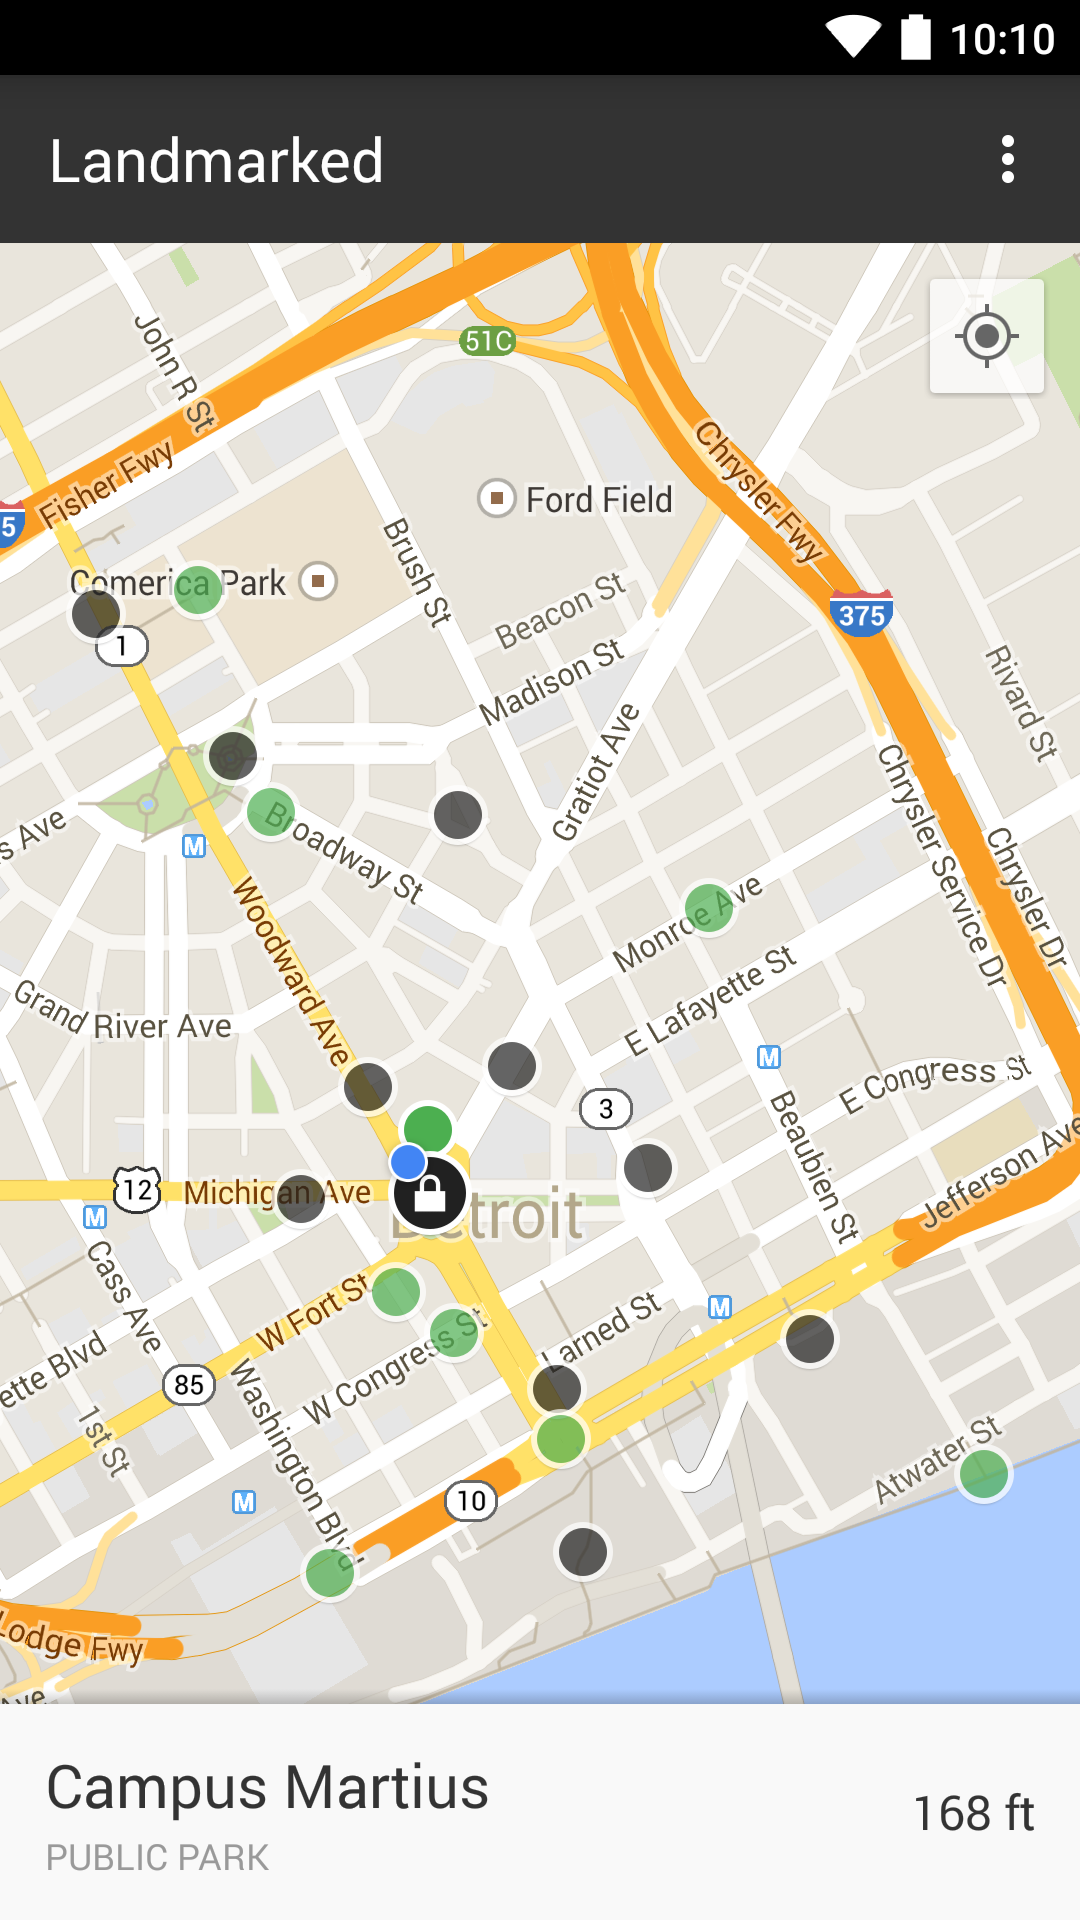 10:10
Landmarked
John R St
51C
Fisher Fwy
5
Chrysler Fwy
Ford Field
Brush St
Comerica Park
Beacon St
375
1
Madison St
Rivard St
Gratiot Ave
Chrysler Service Dr
Chrysler Dr
s Ave
M
Broadway St
Woodward Ave
Monroe Ave
E Lafayette St
Grand River Ave
M
E Congress St
3
Beaubien St
Jefferson Ave
12
Michigan Ave
Detroit
M
Cass Ave
W Fort St
M
Larned St
W Congress St
ette Blvd
85
Washington Blvd
1st St
Atwater St
10
M
Lodge Fwy
Ave
Campus Martius
168 ft
PUBLIC PARK